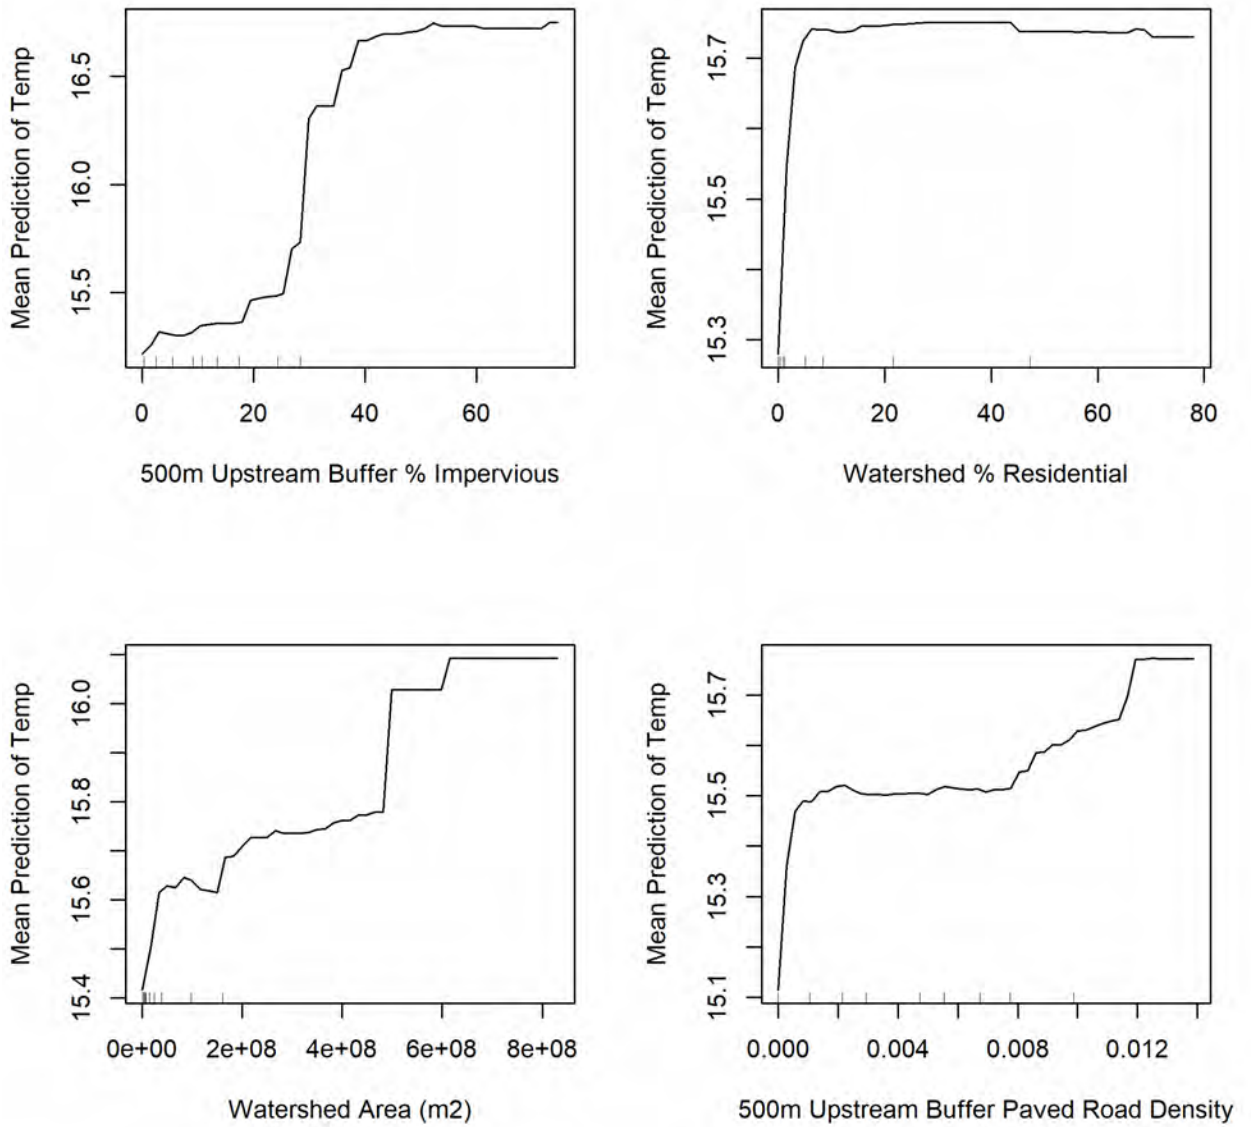 Mean Prediction of Temp
15.5 16.0 16.5
0 20 40 60
500m Upstream Buffer % Impervious
Mean Prediction of Temp
15.3 15.5 15.7
0 20 40 60 80
Watershed % Residential
Mean Prediction of Temp
15.4 15.6 15.8 16.0
0e+00 2e+08 4e+08 6e+08 8e+08
Watershed Area (m2)
Mean Prediction of Temp
15.1 15.3 15.5 15.7
0.000 0.004 0.008 0.012
500m Upstream Buffer Paved Road Density